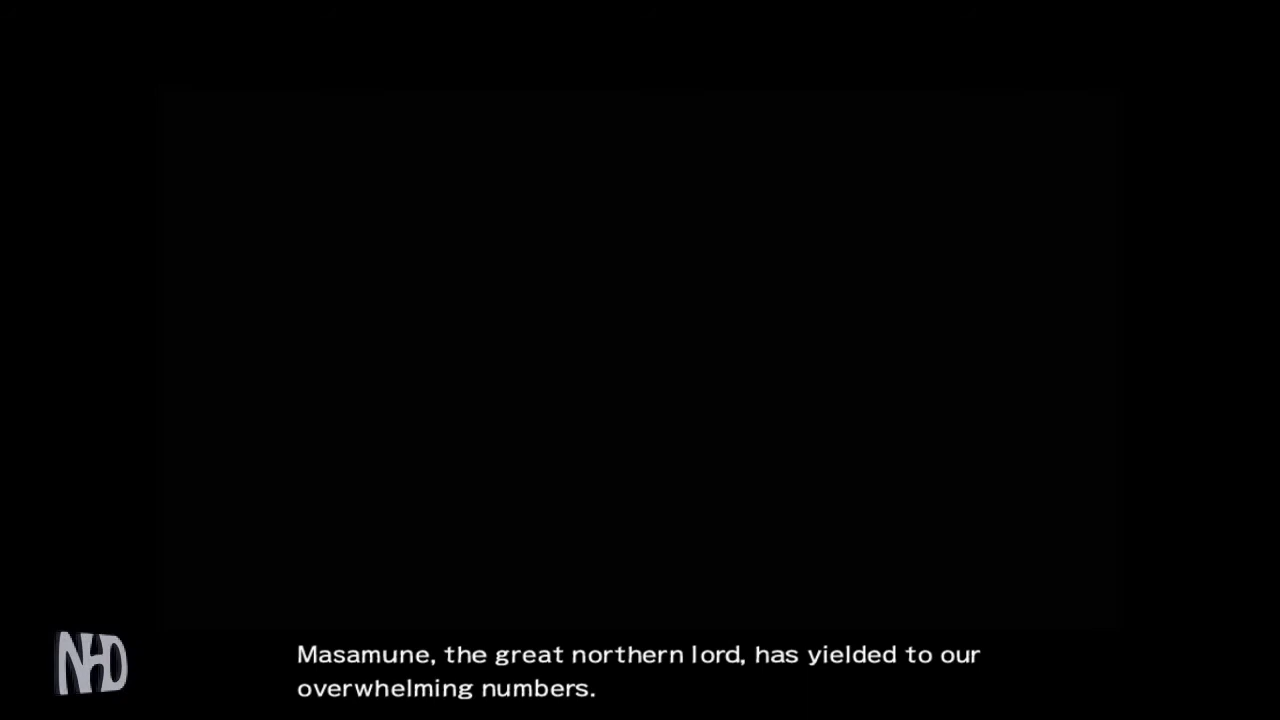 Masamune, the great northern lord, has yielded to our
overwhelming numbers.
NHD